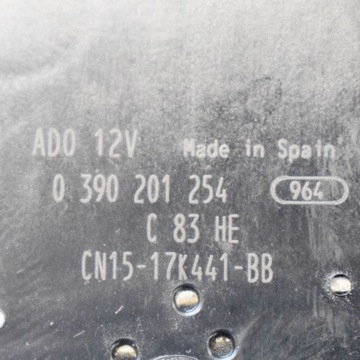 ADO 12V Made in Spain
0 390 201 254 964
C 83 HE
CN15-17K441-BB